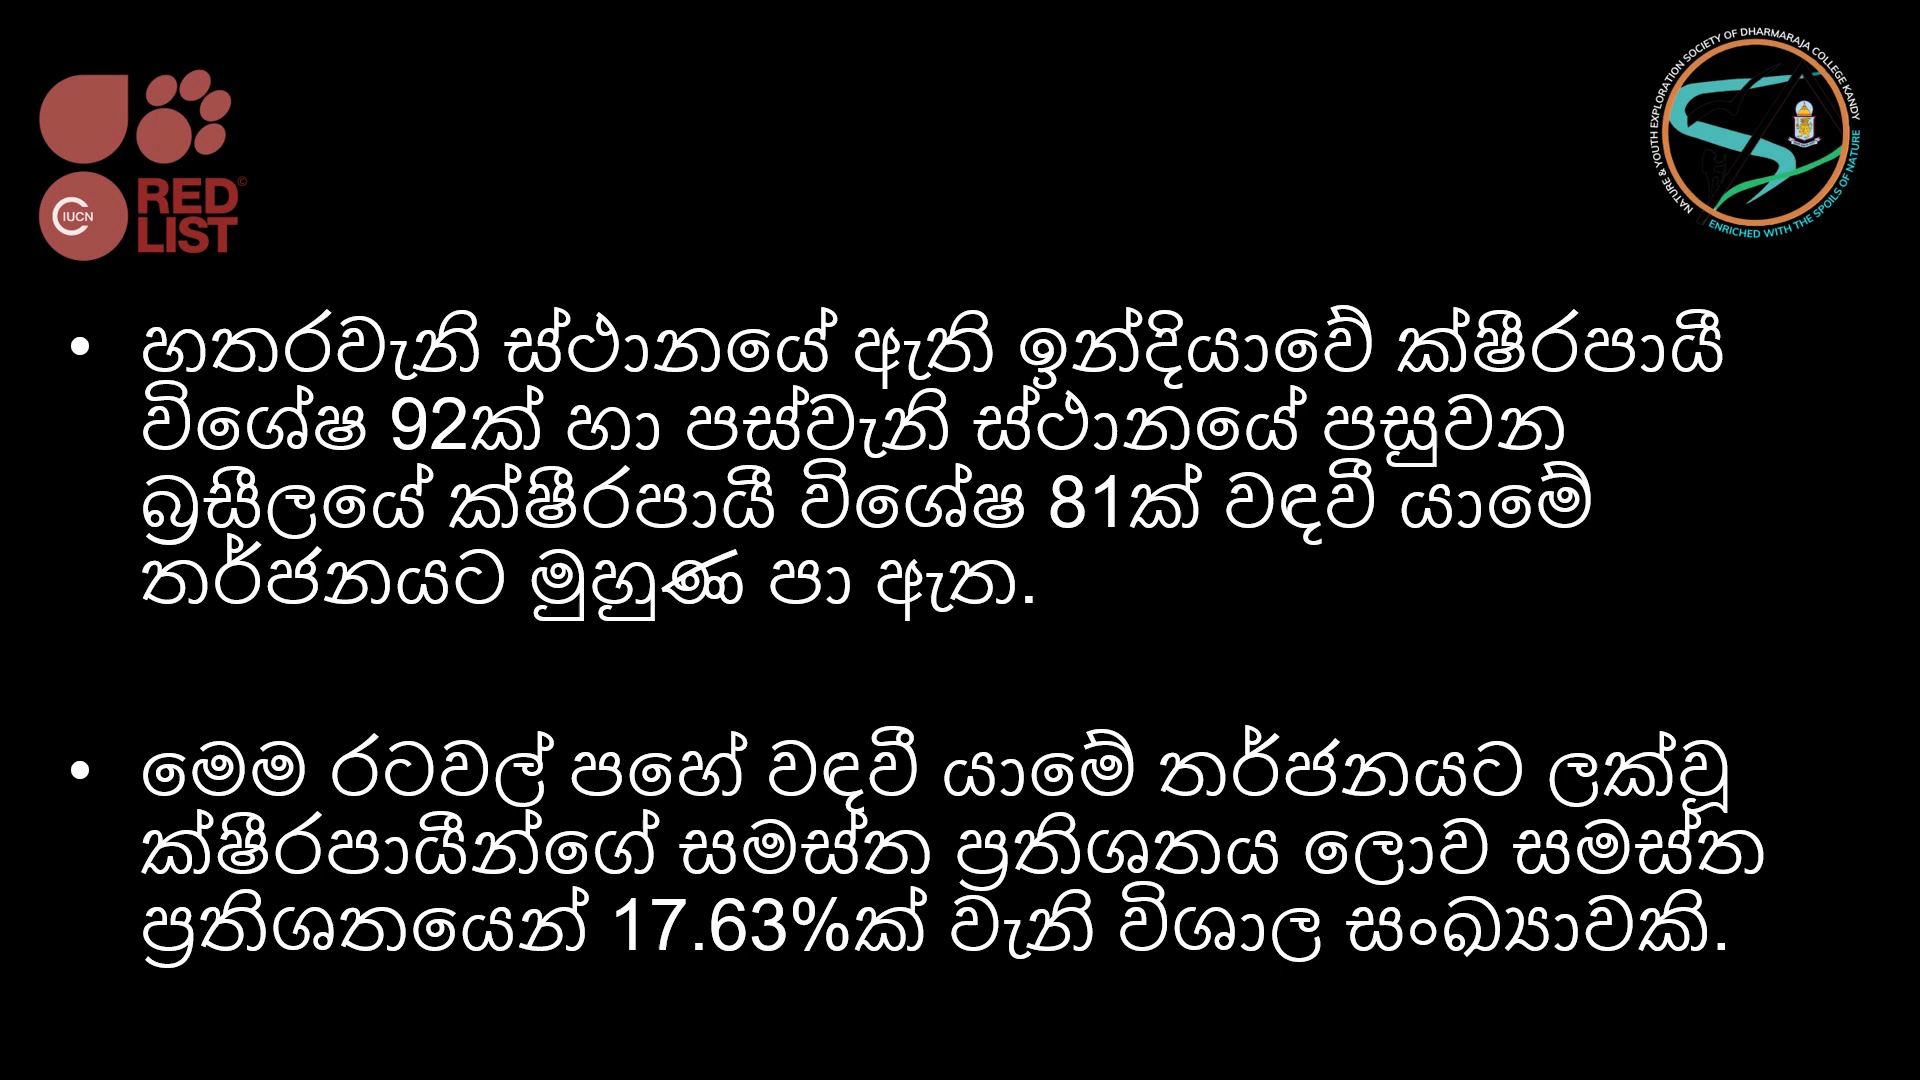 NATURE & YOUTH EXPLORATION SOCIETY OF DHARMARAJA COLLEGE KANDY
ENRICHED WITH THE SPOILS OF NATURE
IUCN
RED
LIST
©
• හතරවැනි ස්ථානයේ ඇති ඉන්දියාවේ ක්ෂීරපායී
විශේෂ 92ක් හා පස්වැනි ස්ථානයේ පසුවන
බ්‍රසීලයේ ක්ෂීරපායී විශේෂ 81ක් වඳවී යාමේ
තර්ජනයට මුහුණ පා ඇත.
• මෙම රටවල් පහේ වඳවී යාමේ තර්ජනයට ලක්වූ
ක්ෂීරපායීන්ගේ සමස්ත ප්‍රතිශතය ලොව සමස්ත
ප්‍රතිශතයෙන් 17.63%ක් වැනි විශාල සංඛ්‍යාවකි.